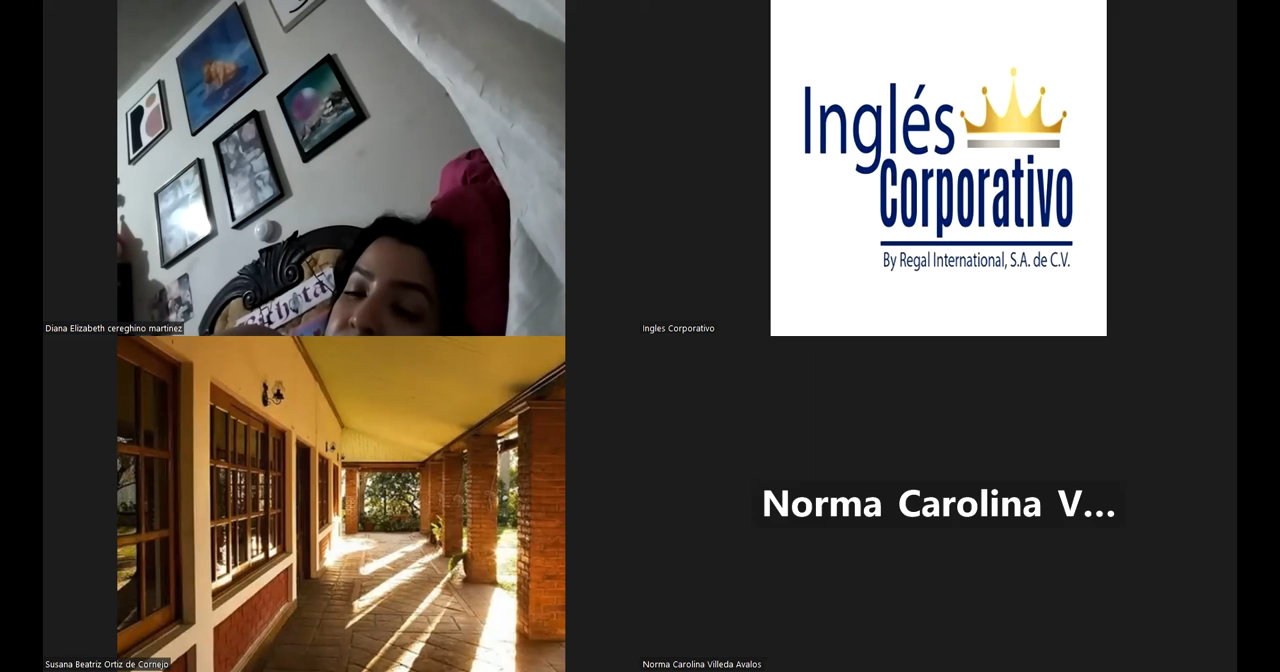 Diana Elizabeth cereghino martinez
Inglés
Corporativo
By Regal International, S.A. de C.V.
Ingles Corporativo
Susana Beatriz Ortiz de Cornejo
Norma Carolina V...
Norma Carolina Villeda Avalos